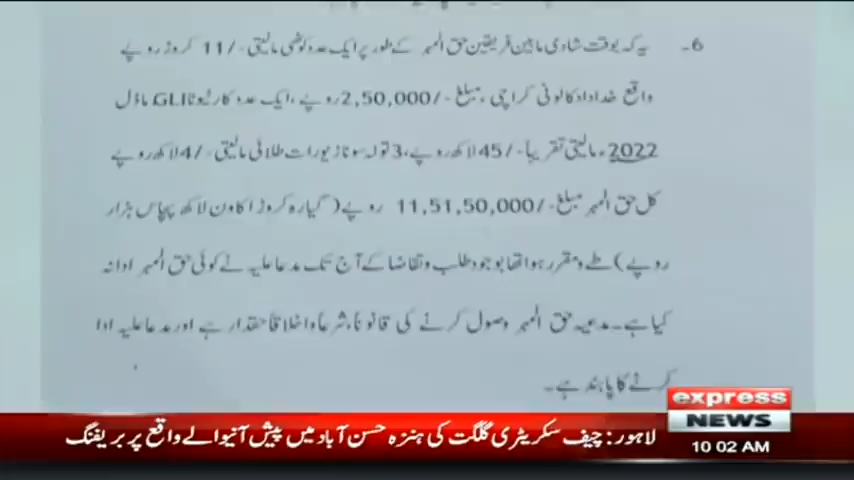 6۔ یہ کہ بوقت شادی مابین فریقین حق المہر کے طور پر ایک عدد کوٹھی مالیتی -/11 کروڑ روپے
واقع خداداد کالونی کراچی، مبلغ -/2,50,000 روپے، ایک عدد کار ٹیوٹا GLI ماڈل
2022، مالیتی تقریباً -/45 لاکھ روپے، 3 تولہ سونا زیورات طلائی مالیتی -/4 لاکھ روپے
کل حق المہر مبلغ -/11,51,50,000 روپے (گیارہ کروڑ اکاون لاکھ پچاس ہزار
روپے) طے و مقرر ہوا تھا باوجود طلب و تقاضا کے آج تک مدعا علیہ نے کوئی حق المہر ادا نہ
کیا ہے۔ مدعیہ حق المہر وصول کرنے کی قانوناً، شرعاً و اخلاقاً حقدار ہے اور مدعا علیہ ادا
کرنے کا پابند ہے۔
express
NEWS
10:02 AM
لاہور: چیف سکریٹری گلگت کی ہنزہ حسن آباد میں پیش آنیوالے واقع پر بریفنگ